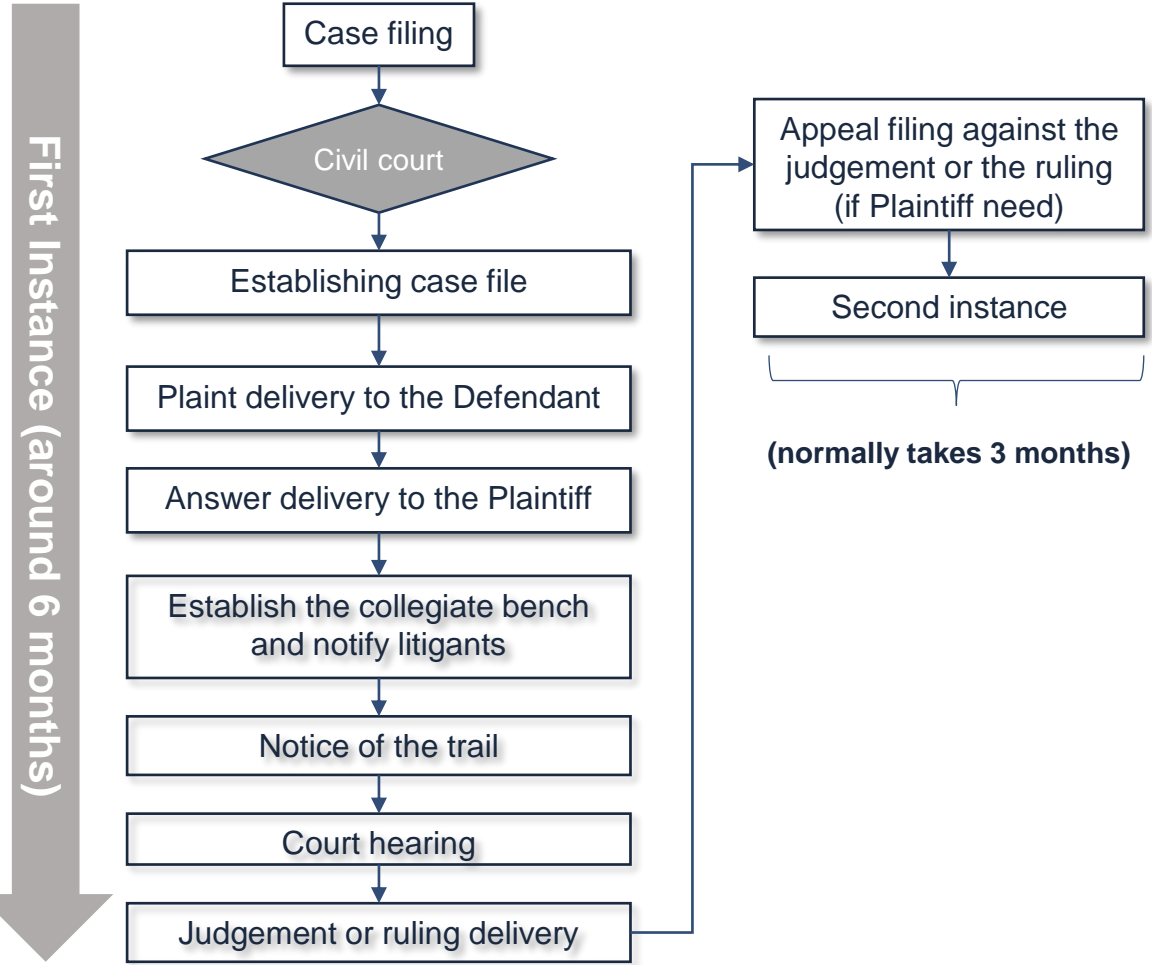 First Instance (around 6 months)
Case filing
Civil court
Establishing case file
Plaint delivery to the Defendant
Answer delivery to the Plaintiff
Establish the collegiate bench
and notify litigants
Notice of the trail
Court hearing
Judgement or ruling delivery
Appeal filing against the
judgement or the ruling
(if Plaintiff need)
Second instance
(normally takes 3 months)